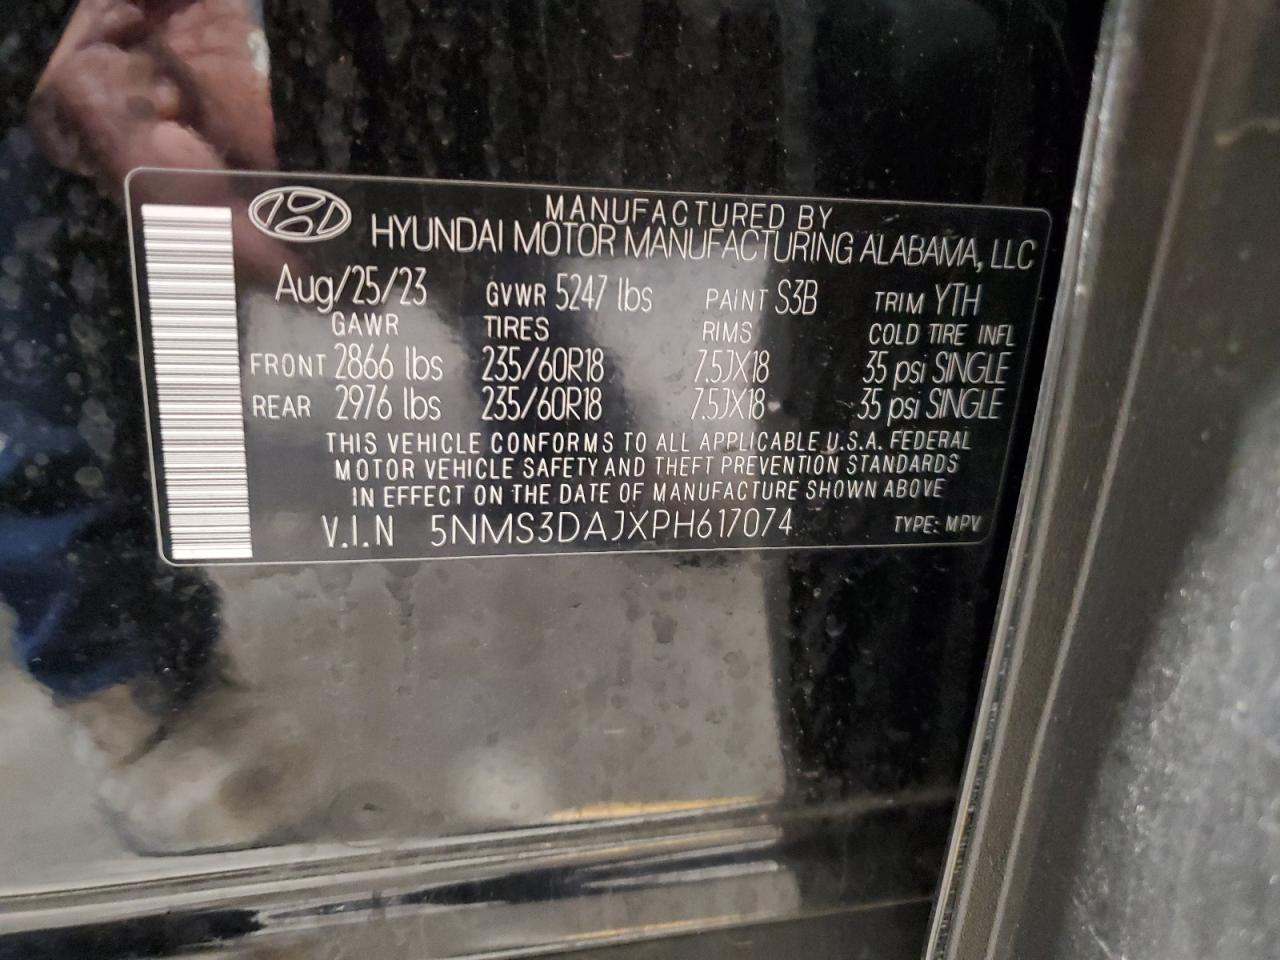 MANUFACTURED BY
HYUNDAI MOTOR MANUFACTURING ALABAMA, LLC
Aug/25/23 GVWR 5247 lbs PAINT S3B TRIM YTH
GAWR TIRES RIMS COLD TIRE INFL
FRONT 2866 lbs 235/60R18 7.5JX18 35 psi SINGLE
REAR 2976 lbs 235/60R18 7.5JX18 35 psi SINGLE
THIS VEHICLE CONFORMS TO ALL APPLICABLE U.S.A. FEDERAL
MOTOR VEHICLE SAFETY AND THEFT PREVENTION STANDARDS
IN EFFECT ON THE DATE OF MANUFACTURE SHOWN ABOVE
V.I.N 5NMS3DAJXPH617074 TYPE: MPV